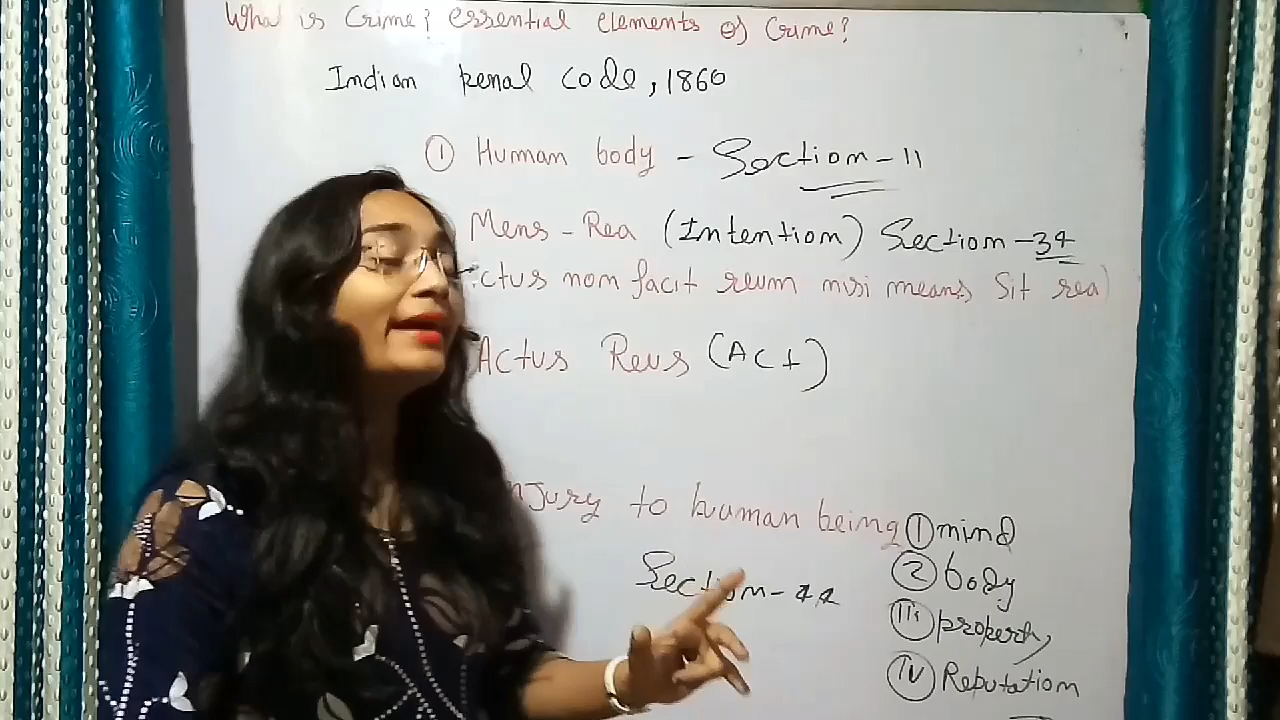 What is Crime? essential elements of Crime?
Indian penal code, 1860
① Human body - Section - 11
Mens - Rea (Intention) Section - 34
ctus non facit reum nisi means Sit rea)
Actus Reus (Act)
njury to human being ① mind
Section - 44 ② body
iii property
iv Reputation